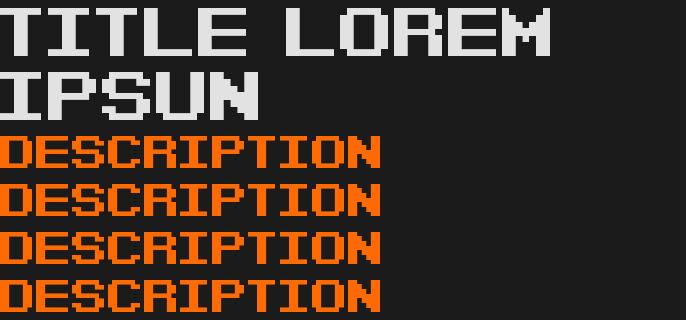 TITLE LOREM
IPSUN
DESCRIPTION
DESCRIPTION
DESCRIPTION
DESCRIPTION